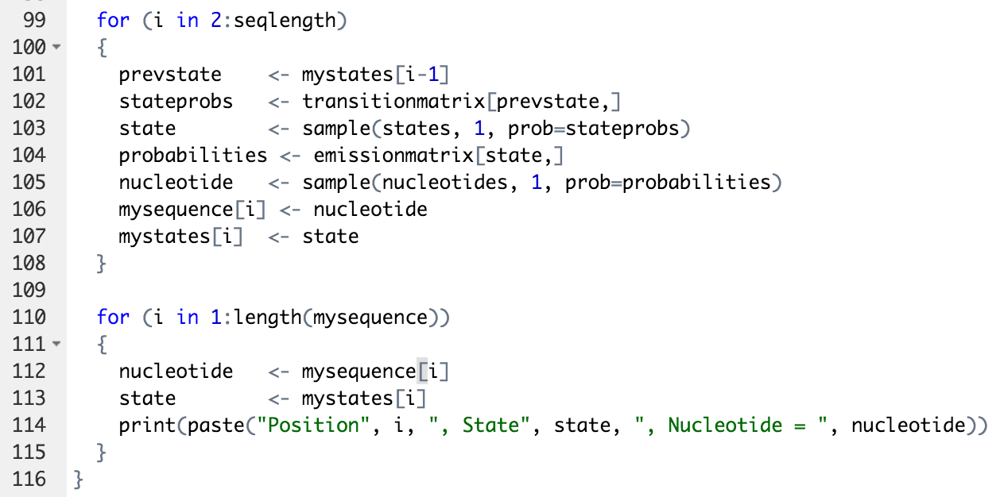 99 for (i in 2:seqlength)
100 {
101 prevstate <- mystates[i-1]
102 stateprobs <- transitionmatrix[prevstate,]
103 state <- sample(states, 1, prob=stateprobs)
104 probabilities <- emissionmatrix[state,]
105 nucleotide <- sample(nucleotides, 1, prob=probabilities)
106 mysequence[i] <- nucleotide
107 mystates[i] <- state
108 }
109
110 for (i in 1:length(mysequence))
111 {
112 nucleotide <- mysequence[i]
113 state <- mystates[i]
114 print(paste("Position", i, ", State", state, ", Nucleotide = ", nucleotide))
115 }
116 }